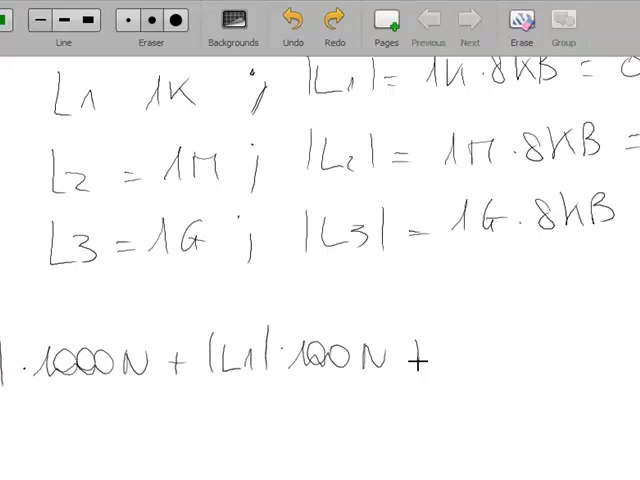 Line Eraser Backgrounds Undo Redo Pages Previous Next Erase Group
L1 1K ; |L1| = 1K · 8KB = 0
L2 = 1M ; |L2| = 1M · 8KB =
L3 = 1G ; |L3| = 1G · 8KB
| · 1000N + |L1| · 100N +